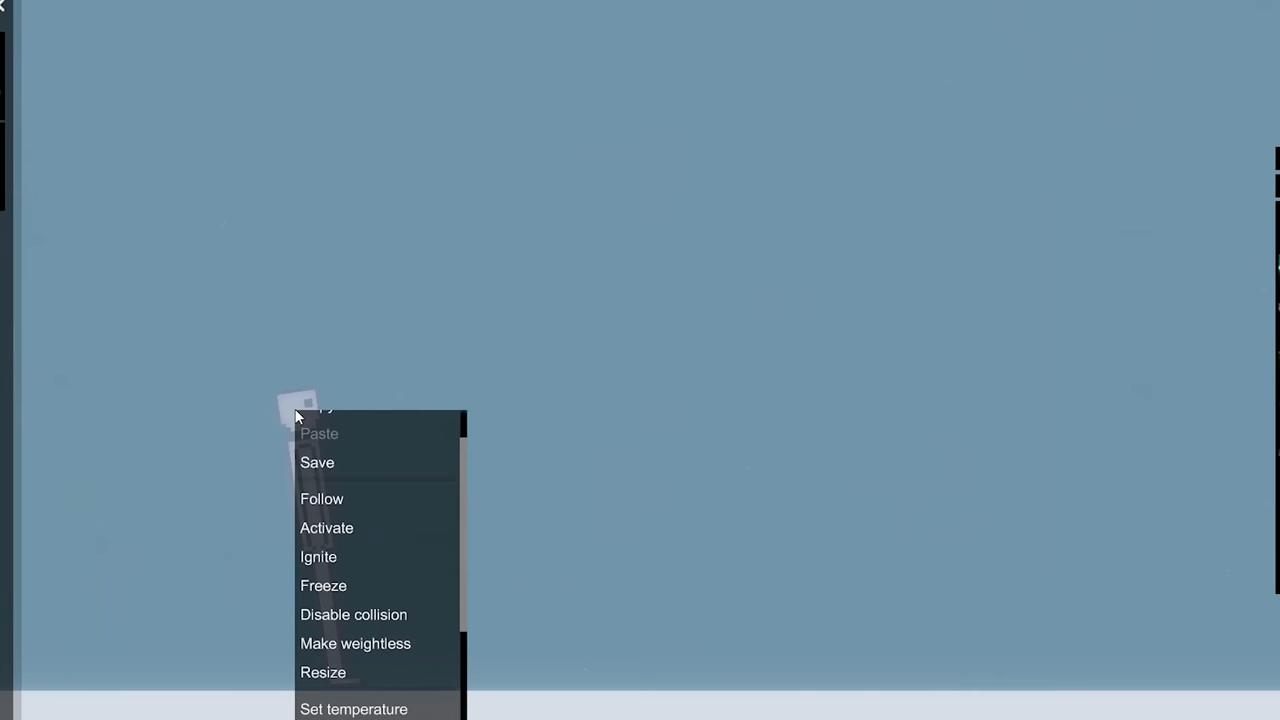 Paste
Save
Follow
Activate
Ignite
Freeze
Disable collision
Make weightless
Resize
Set temperature